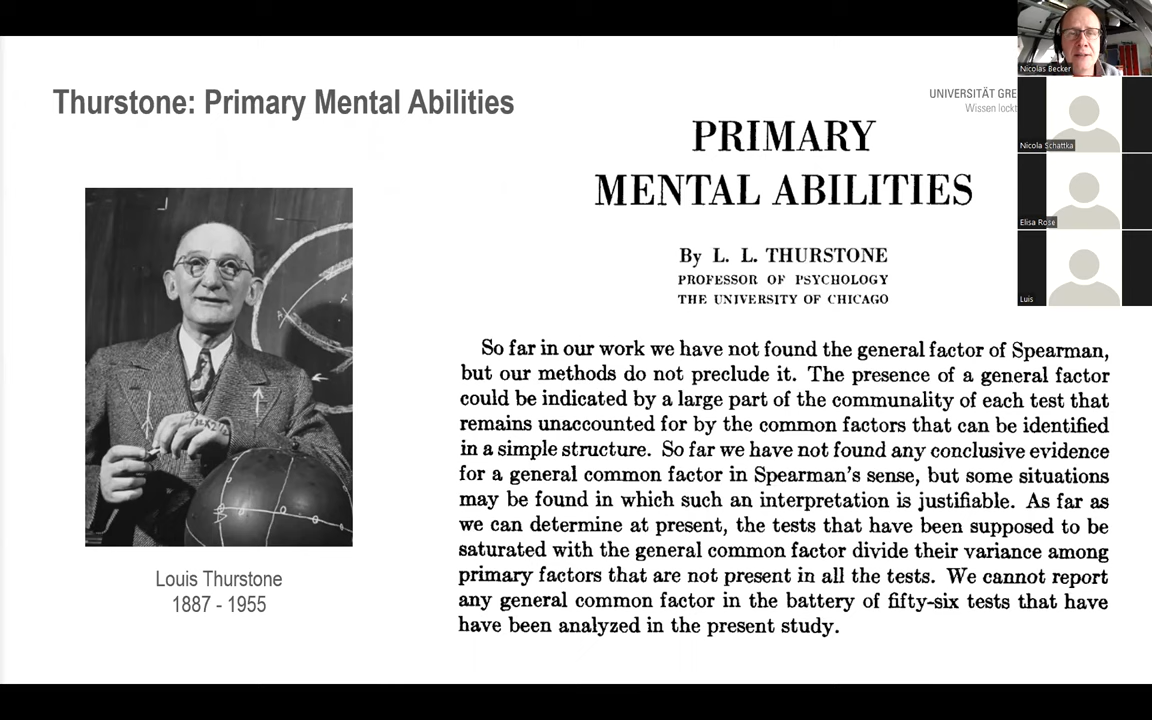 Thurstone: Primary Mental Abilities
UNIVERSITÄT GRE
Wissen lockt
PRIMARY
MENTAL ABILITIES
By L. L. THURSTONE
PROFESSOR OF PSYCHOLOGY
THE UNIVERSITY OF CHICAGO
So far in our work we have not found the general factor of Spearman,
but our methods do not preclude it. The presence of a general factor
could be indicated by a large part of the communality of each test that
remains unaccounted for by the common factors that can be identified
in a simple structure. So far we have not found any conclusive evidence
for a general common factor in Spearman's sense, but some situations
may be found in which such an interpretation is justifiable. As far as
we can determine at present, the tests that have been supposed to be
saturated with the general common factor divide their variance among
primary factors that are not present in all the tests. We cannot report
any general common factor in the battery of fifty-six tests that have
have been analyzed in the present study.
Louis Thurstone
1887 - 1955
Nicolas Becker
Nicola Schattka
Elisa Rose
Luis